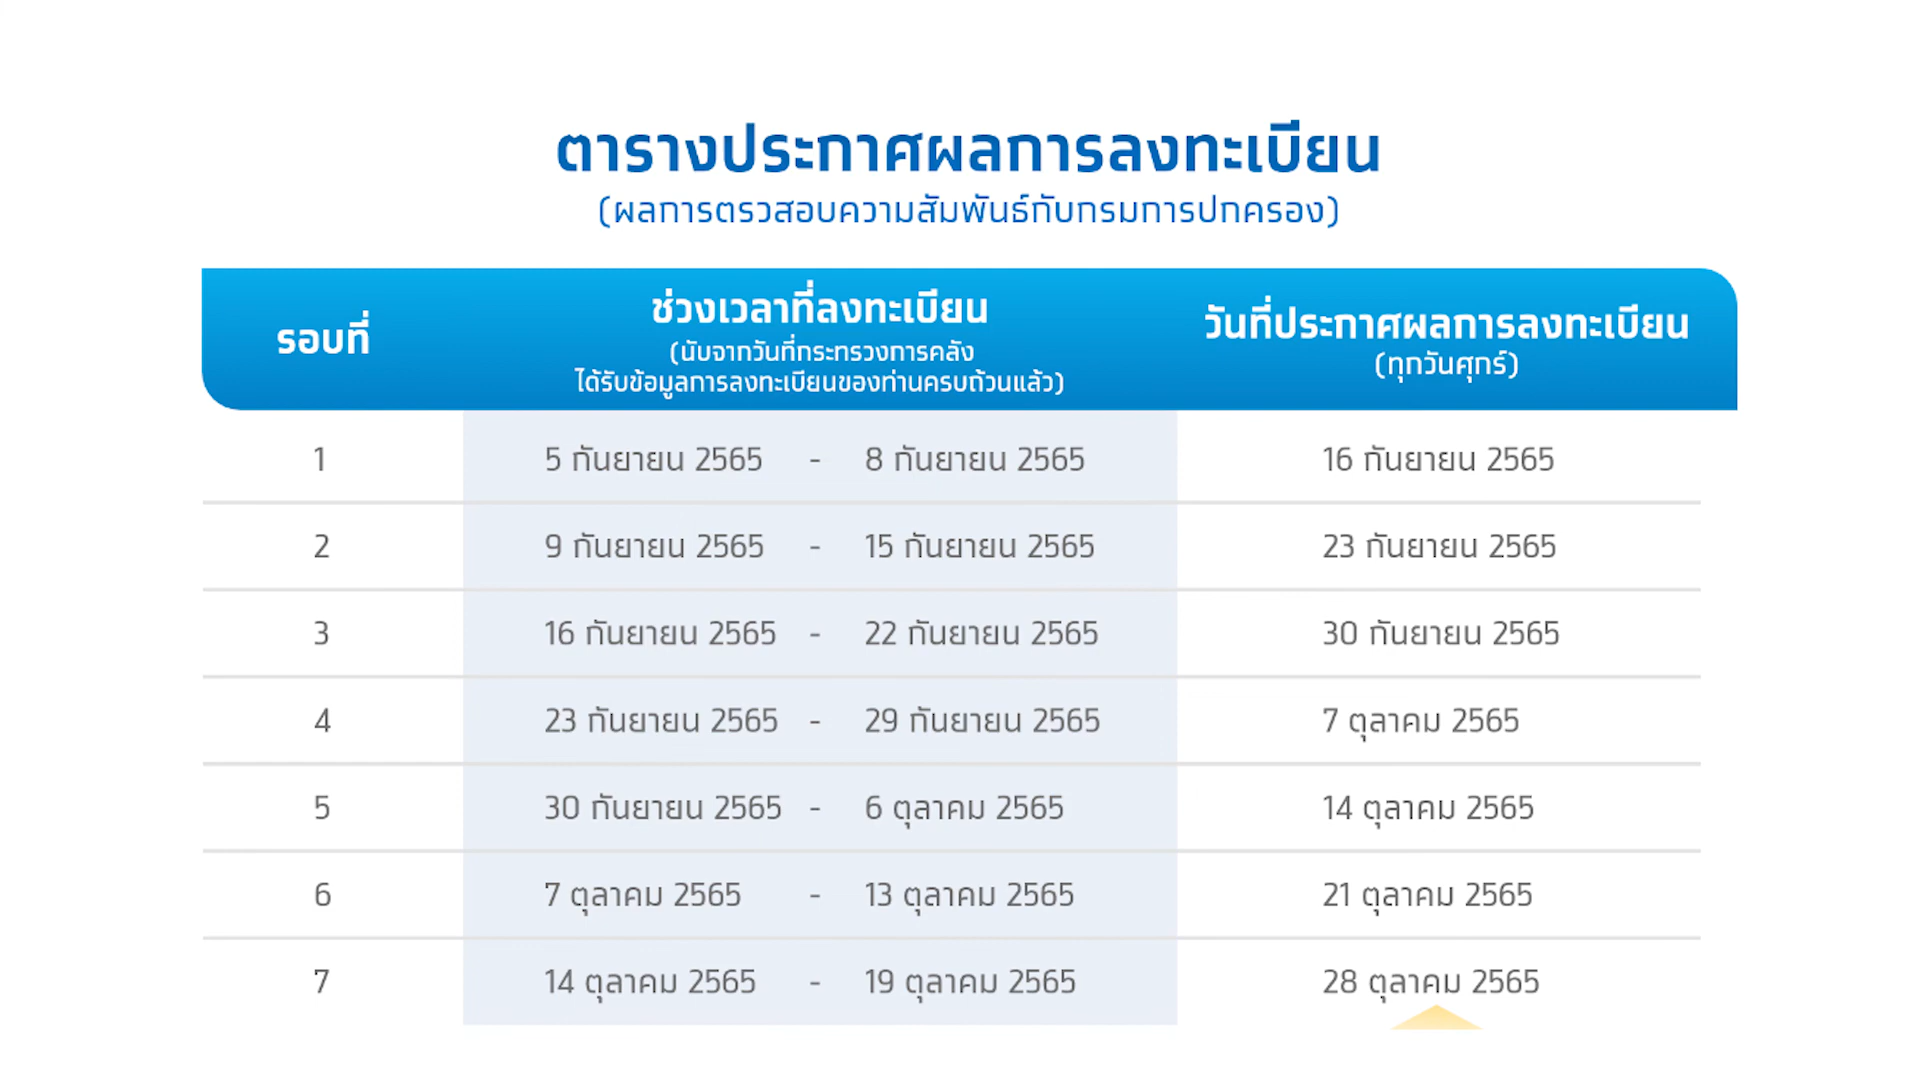 ตารางประกาศผลการลงทะเบียน
(ผลการตรวสอบความสัมพันธ์กับกรมการปกครอง)
รอบที่ ช่วงเวลาที่ลงทะเบียน วันที่ประกาศผลการลงทะเบียน
(นับจากวันที่กระทรวงการคลัง (ทุกวันศุกร์)
ได้รับข้อมูลการลงทะเบียนของท่านครบถ้วนแล้ว)
1 5 กันยายน 2565 - 8 กันยายน 2565 16 กันยายน 2565
2 9 กันยายน 2565 - 15 กันยายน 2565 23 กันยายน 2565
3 16 กันยายน 2565 - 22 กันยายน 2565 30 กันยายน 2565
4 23 กันยายน 2565 - 29 กันยายน 2565 7 ตุลาคม 2565
5 30 กันยายน 2565 - 6 ตุลาคม 2565 14 ตุลาคม 2565
6 7 ตุลาคม 2565 - 13 ตุลาคม 2565 21 ตุลาคม 2565
7 14 ตุลาคม 2565 - 19 ตุลาคม 2565 28 ตุลาคม 2565